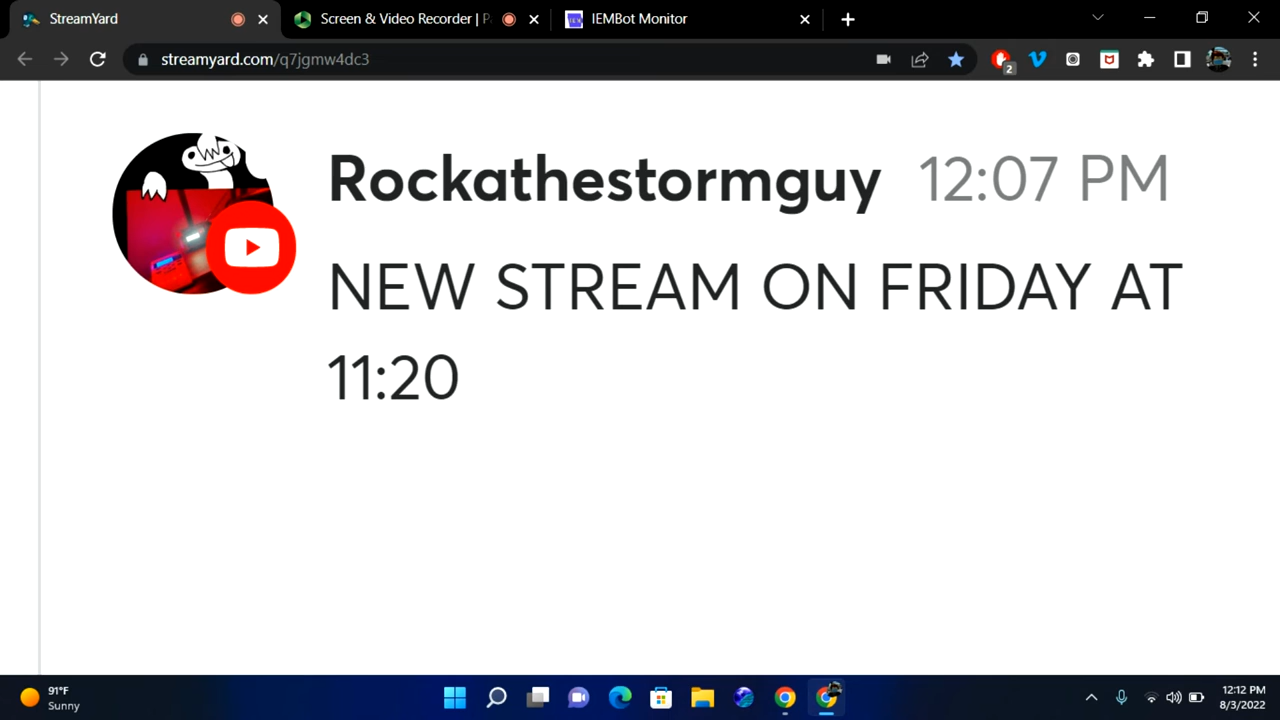 StreamYard
Screen & Video Recorder |
IEMBot Monitor
streamyard.com/q7jgmw4dc3
2
Rockathestormguy 12:07 PM
NEW STREAM ON FRIDAY AT
11:20
91°F
Sunny
12:12 PM
8/3/2022